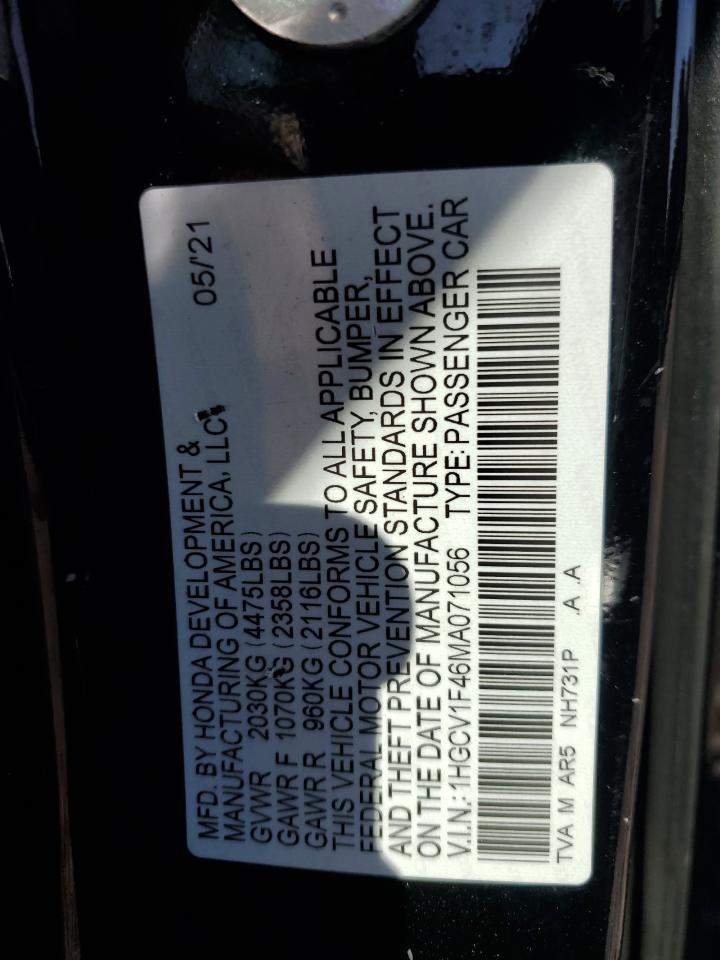 MFD. BY HONDA DEVELOPMENT &
MANUFACTURING OF AMERICA, LLC 05/'21
GVWR 2030KG (4475LBS)
GAWR F 1070KG (2358LBS)
GAWR R 960KG (2116LBS)
THIS VEHICLE CONFORMS TO ALL APPLICABLE
FEDERAL MOTOR VEHICLE SAFETY, BUMPER,
AND THEFT PREVENTION STANDARDS IN EFFECT
ON THE DATE OF MANUFACTURE SHOWN ABOVE.
V.I.N.:1HGCV1F46MA071056 TYPE:PASSENGER CAR
TVA M AR5 NH731P .A .A